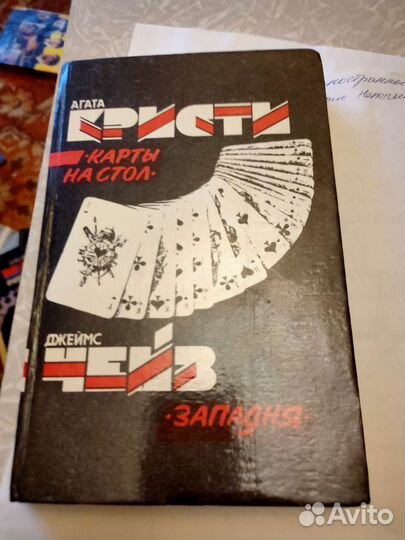 АГАТА
КРИСТИ
·КАРТЫ
НА СТОЛ·
ДЖЕЙМС
ЧЕЙЗ
·ЗАПАДНЯ·
Avito